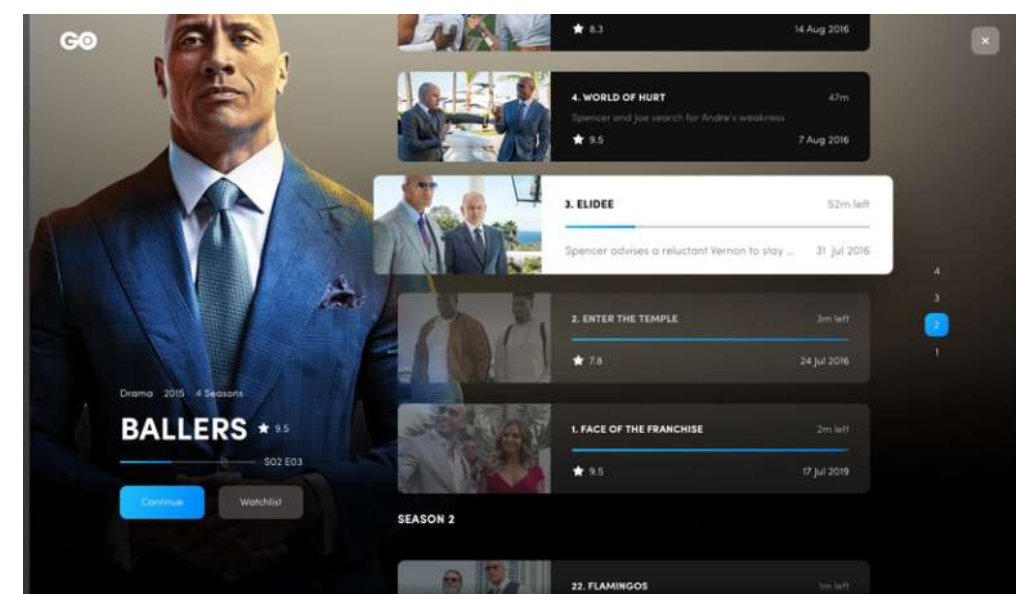 GO
Drama 2015 4 Seasons
BALLERS ★ 9.5
S02 E03
Continue Watchlist
★ 8.3 14 Aug 2016
4. WORLD OF HURT 47m
Spencer and Joe search for Andre's weakness
★ 9.5 7 Aug 2016
3. ELIDEE 52m left
Spencer advises a reluctant Vernon to stay ... 31 Jul 2016
2. ENTER THE TEMPLE 3m left
★ 7.8 24 Jul 2016
1. FACE OF THE FRANCHISE 2m left
★ 9.5 17 Jul 2019
SEASON 2
22. FLAMINGOS 1m left
4
3
2
1